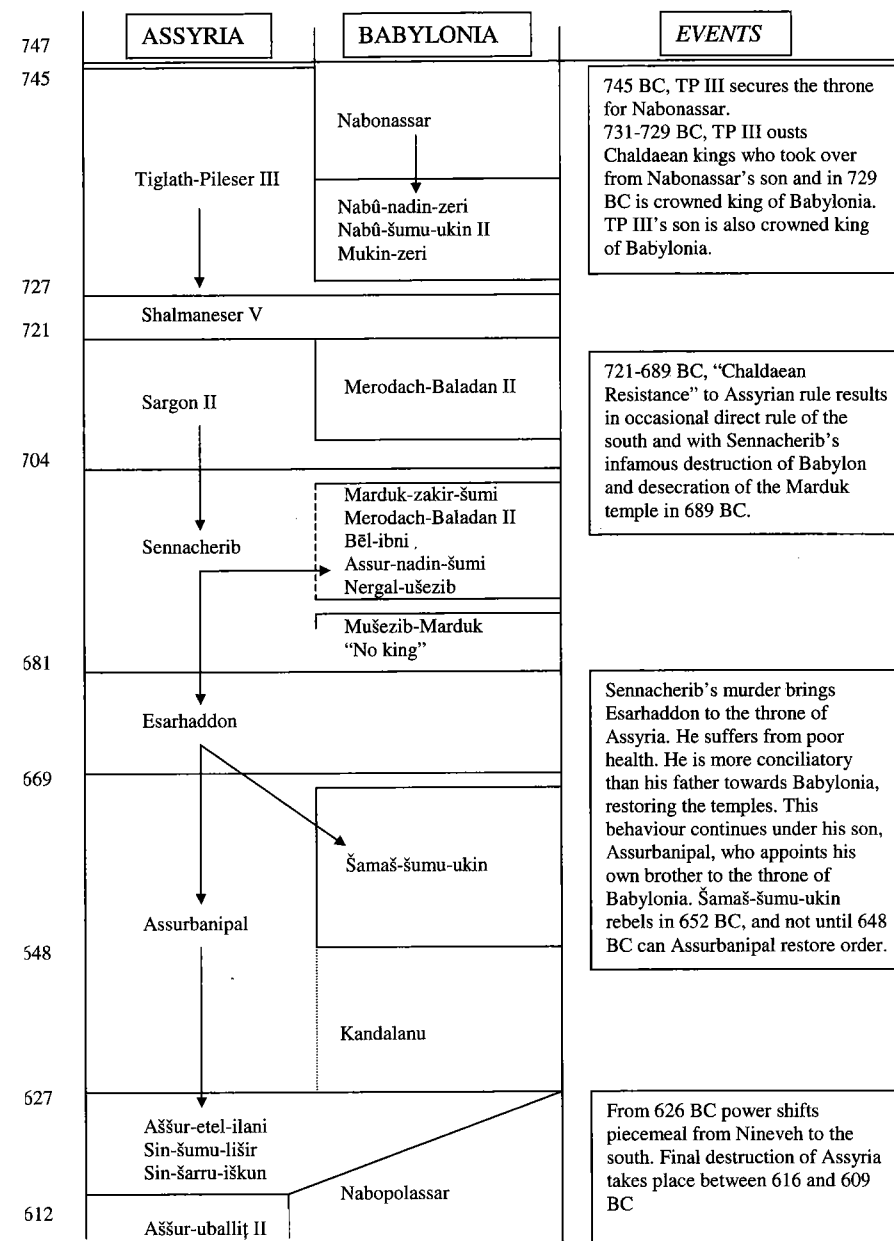 ASSYRIA
BABYLONIA
EVENTS
747
745
Tiglath-Pileser III
Nabonassar
Nabû-nadin-zeri
Nabû-šumu-ukin II
Mukin-zeri
745 BC, TP III secures the throne
for Nabonassar.
731-729 BC, TP III ousts
Chaldaean kings who took over
from Nabonassar's son and in 729
BC is crowned king of Babylonia.
TP III's son is also crowned king
of Babylonia.
727
Shalmaneser V
721
Sargon II
Merodach-Baladan II
721-689 BC, “Chaldaean
Resistance” to Assyrian rule results
in occasional direct rule of the
south and with Sennacherib's
infamous destruction of Babylon
and desecration of the Marduk
temple in 689 BC.
704
Sennacherib
Marduk-zakir-šumi
Merodach-Baladan II
Bēl-ibni
Assur-nadin-šumi
Nergal-ušezib
Mušezib-Marduk
“No king”
681
Esarhaddon
Sennacherib's murder brings
Esarhaddon to the throne of
Assyria. He suffers from poor
health. He is more conciliatory
than his father towards Babylonia,
restoring the temples. This
behaviour continues under his son,
Assurbanipal, who appoints his
own brother to the throne of
Babylonia. Šamaš-šumu-ukin
rebels in 652 BC, and not until 648
BC can Assurbanipal restore order.
669
Assurbanipal
Šamaš-šumu-ukin
648
Kandalanu
627
Aššur-etel-ilani
Sin-šumu-lišir
Sin-šarru-iškun
Nabopolassar
From 626 BC power shifts
piecemeal from Nineveh to the
south. Final destruction of Assyria
takes place between 616 and 609
BC
612
Aššur-uballiṭ II